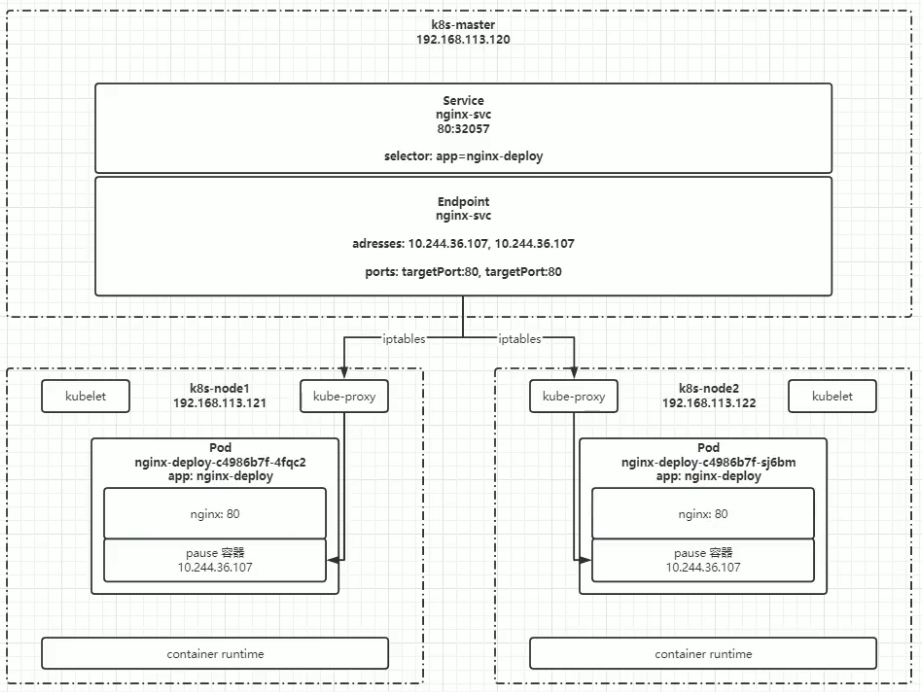 k8s-master
192.168.113.120
Service
nginx-svc
80:32057
selector: app=nginx-deploy
Endpoint
nginx-svc
adresses: 10.244.36.107, 10.244.36.107
ports: targetPort:80, targetPort:80
iptables
iptables
kubelet
k8s-node1
192.168.113.121
kube-proxy
Pod
nginx-deploy-c4986b7f-4fqc2
app: nginx-deploy
nginx: 80
pause 容器
10.244.36.107
container runtime
kube-proxy
k8s-node2
192.168.113.122
kubelet
Pod
nginx-deploy-c4986b7f-sj6bm
app: nginx-deploy
nginx: 80
pause 容器
10.244.36.107
container runtime